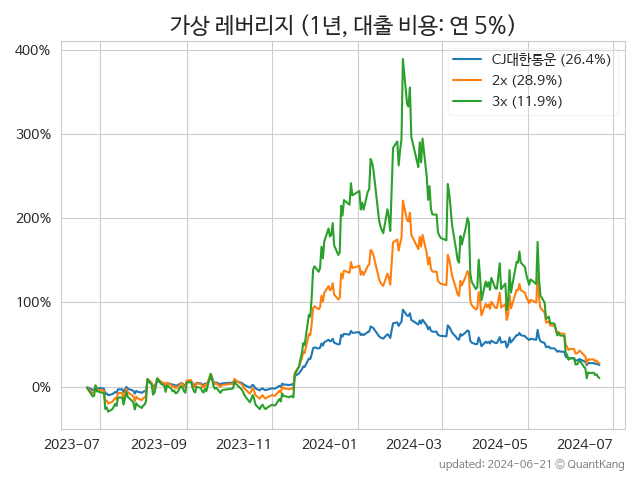 가상 레버리지 (1년, 대출 비용: 연 5%)
400%
300%
200%
100%
0%
CJ대한통운 (26.4%)
2x (28.9%)
3x (11.9%)
2023-07
2023-09
2023-11
2024-01
2024-03
2024-05
2024-07
updated: 2024-06-21 © QuantKang